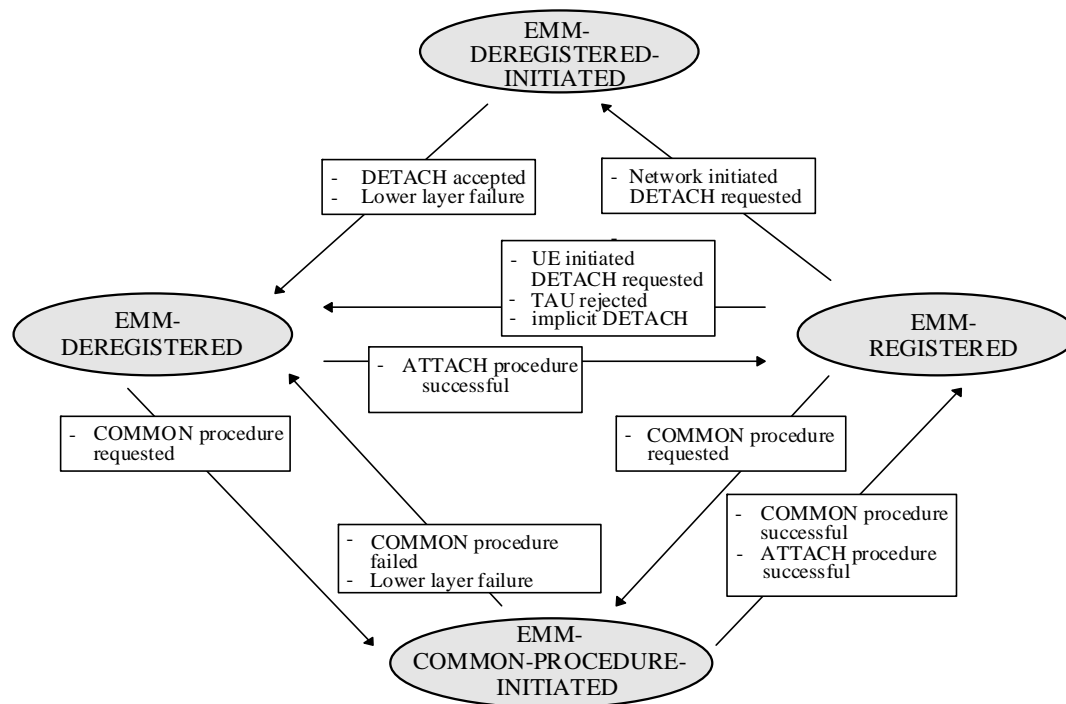 EMM-
DEREGISTERED-
INITIATED
- DETACH accepted
- Lower layer failure
- Network initiated
DETACH requested
- UE initiated
DETACH requested
- TAU rejected
- implicit DETACH
EMM-
DEREGISTERED
EMM-
REGISTERED
- ATTACH procedure
successful
- COMMON procedure
requested
- COMMON procedure
requested
- COMMON procedure
failed
- Lower layer failure
- COMMON procedure
successful
- ATTACH procedure
successful
EMM-
COMMON-PROCEDURE-
INITIATED